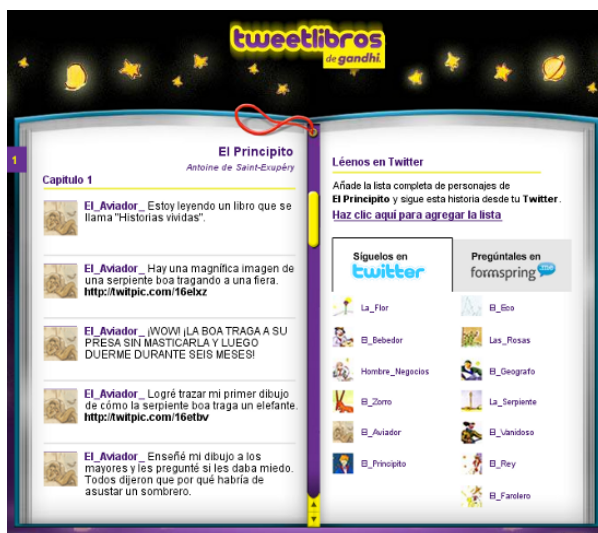 tweetlibros
de gandhi.
1
El Principito
Antoine de Saint-Exupéry
Capitulo 1
El_Aviador_ Estoy leyendo un libro que se
llama "Historias vividas".
El_Aviador_ Hay una magnífica imagen de
una serpiente boa tragando a una fiera.
http://twitpic.com/16elxz
El_Aviador_ ¡WOW! ¡LA BOA TRAGA A SU
PRESA SIN MASTICARLA Y LUEGO
DUERME DURANTE SEIS MESES!
El_Aviador_ Logré trazar mi primer dibujo
de cómo la serpiente boa traga un elefante.
http://twitpic.com/16etbv
El_Aviador_ Enseñé mi dibujo a los
mayores y les pregunté si les daba miedo.
Todos dijeron que por qué habría de
asustar un sombrero.
Léenos en Twitter
Añade la lista completa de personajes de
El Principito y sigue esta historia desde tu Twitter.
Haz clic aquí para agregar la lista
Síguelos en
twitter
Pregúntales en
formspring me
La_Flor
El_Eco
El_Bebedor
Las_Rosas
Hombre_Negocios
El_Geografo
El_Zorro
La_Serpiente
El_Aviador
El_Vanidoso
El_Principito
El_Rey
El_Farolero